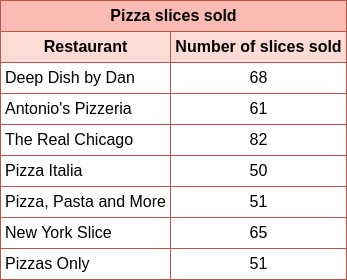 Pizza slices sold
Restaurant Number of slices sold
Deep Dish by Dan 68
Antonio's Pizzeria 61
The Real Chicago 82
Pizza Italia 50
Pizza, Pasta and More 51
New York Slice 65
Pizzas Only 51